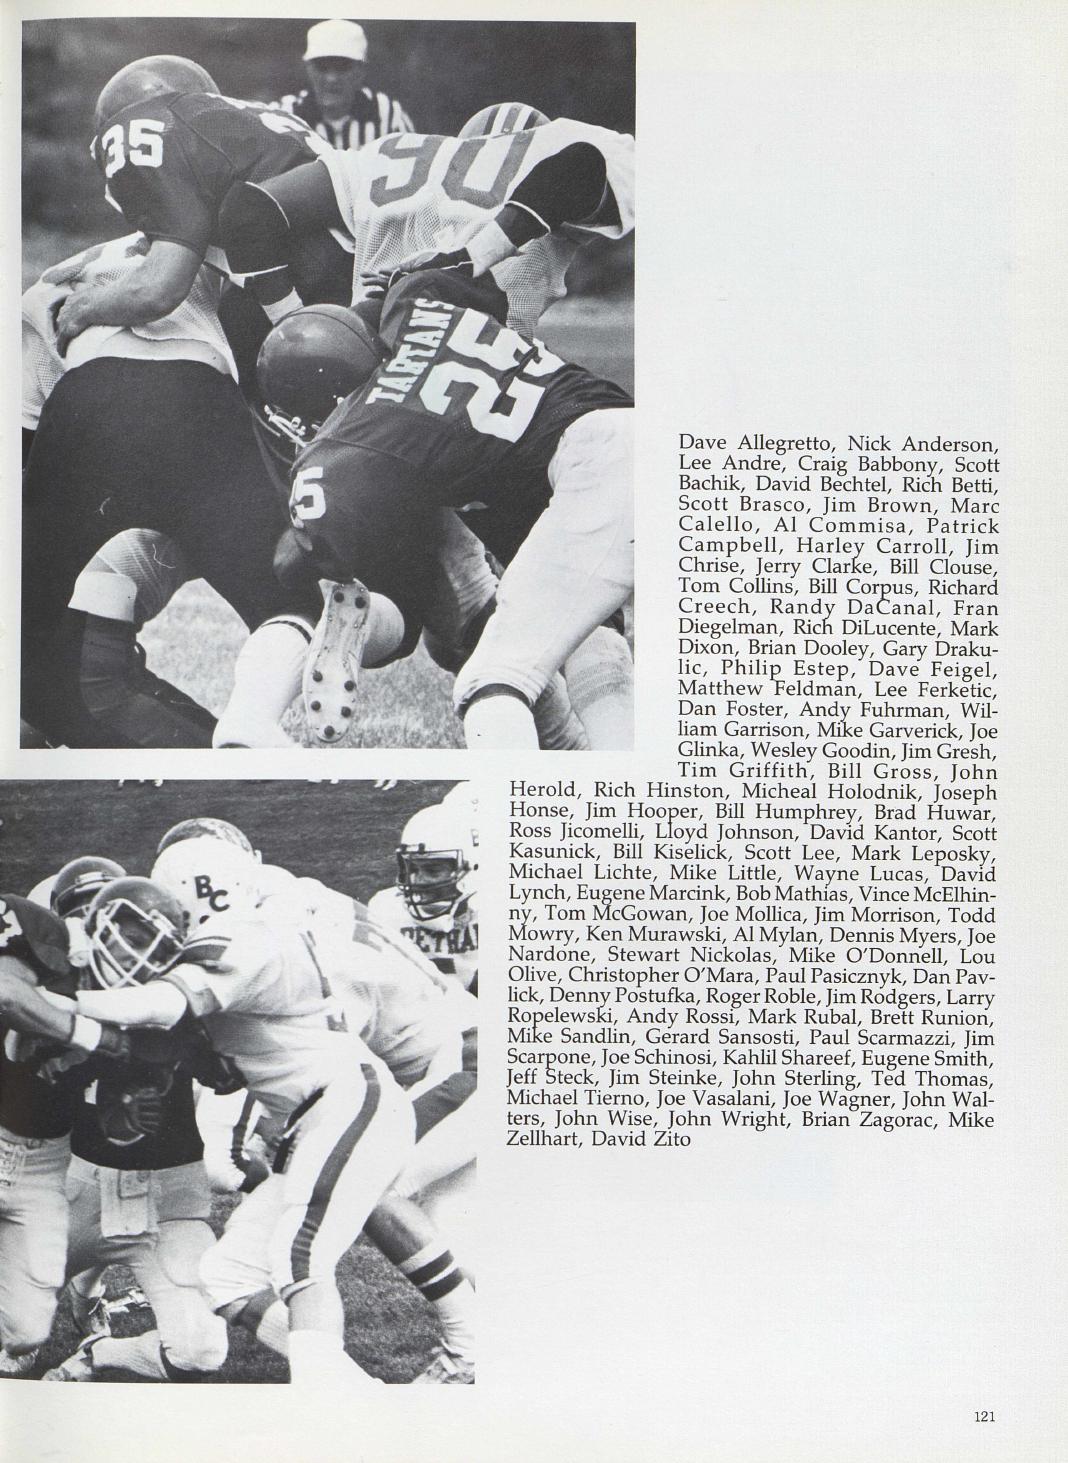 35
90
TARTANS
25
5
BC
BETHA
Dave Allegretto, Nick Anderson,
Lee Andre, Craig Babbony, Scott
Bachik, David Bechtel, Rich Betti,
Scott Brasco, Jim Brown, Marc
Calello, Al Commisa, Patrick
Campbell, Harley Carroll, Jim
Chrise, Jerry Clarke, Bill Clouse,
Tom Collins, Bill Corpus, Richard
Creech, Randy DaCanal, Fran
Diegelman, Rich DiLucente, Mark
Dixon, Brian Dooley, Gary Draku-
lic, Philip Estep, Dave Feigel,
Matthew Feldman, Lee Ferketic,
Dan Foster, Andy Fuhrman, Wil-
liam Garrison, Mike Garverick, Joe
Glinka, Wesley Goodin, Jim Gresh,
Tim Griffith, Bill Gross, John
Herold, Rich Hinston, Micheal Holodnik, Joseph
Honse, Jim Hooper, Bill Humphrey, Brad Huwar,
Ross Jicomelli, Lloyd Johnson, David Kantor, Scott
Kasunick, Bill Kiselick, Scott Lee, Mark Leposky,
Michael Lichte, Mike Little, Wayne Lucas, David
Lynch, Eugene Marcink, Bob Mathias, Vince McElhin-
ny, Tom McGowan, Joe Mollica, Jim Morrison, Todd
Mowry, Ken Murawski, Al Mylan, Dennis Myers, Joe
Nardone, Stewart Nickolas, Mike O'Donnell, Lou
Olive, Christopher O'Mara, Paul Pasicznyk, Dan Pav-
lick, Denny Postufka, Roger Roble, Jim Rodgers, Larry
Ropelewski, Andy Rossi, Mark Rubal, Brett Runion,
Mike Sandlin, Gerard Sansosti, Paul Scarmazzi, Jim
Scarpone, Joe Schinosi, Kahlil Shareef, Eugene Smith,
Jeff Steck, Jim Steinke, John Sterling, Ted Thomas,
Michael Tierno, Joe Vasalani, Joe Wagner, John Wal-
ters, John Wise, John Wright, Brian Zagorac, Mike
Zellhart, David Zito
121